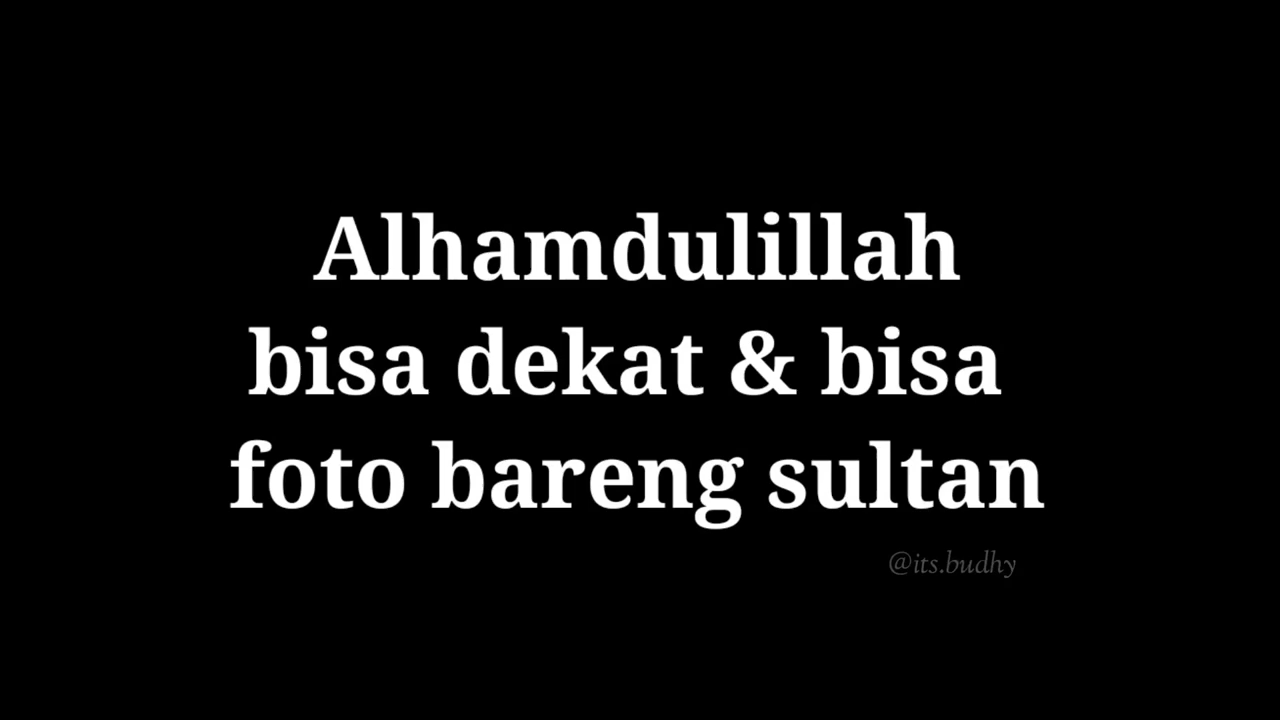 Alhamdulillah
bisa dekat & bisa
foto bareng sultan
@its.budhy